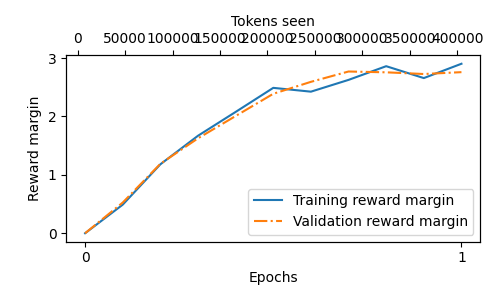 Tokens seen
0 50000 100000 150000 200000 250000 300000 350000 400000
3
2
1
0
Reward margin
Training reward margin
Validation reward margin
0 1
Epochs